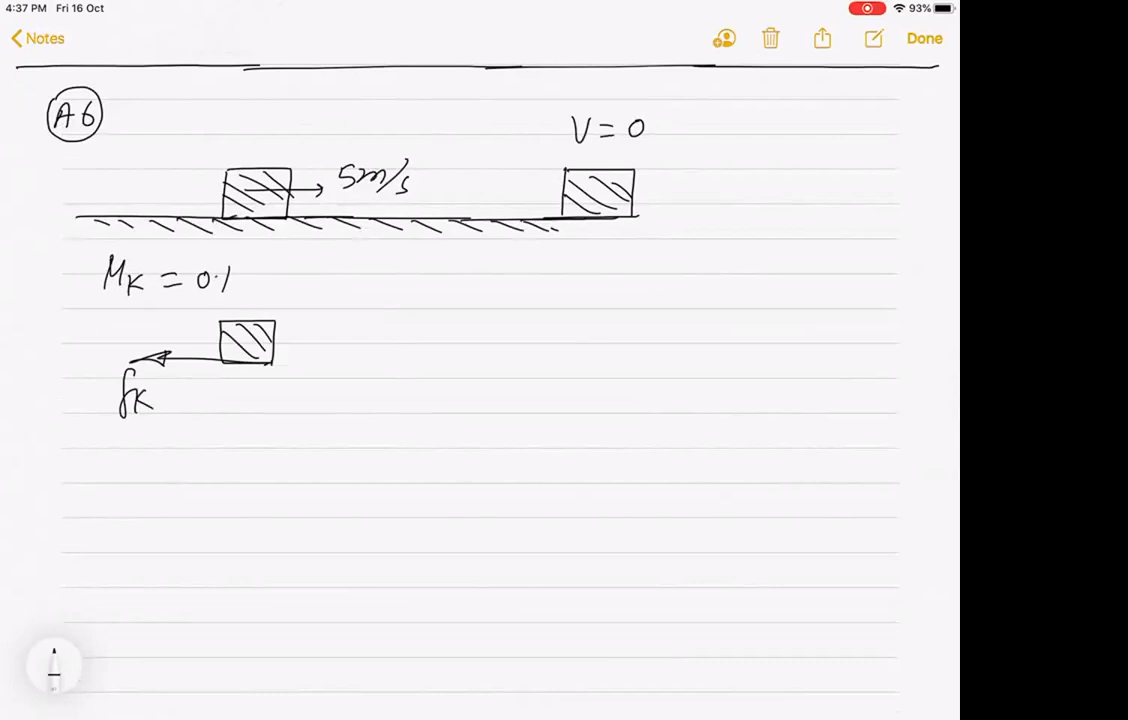 4:37 PM Fri 16 Oct
93%
Notes
Done
A6
V = 0
5m/s
μK = 0.1
fK